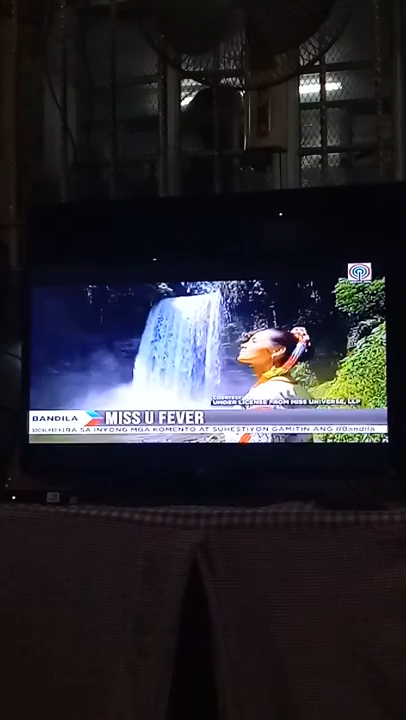 COURTESY:
UNDER LICENSE FROM MISS UNIVERSE, LLP
BANDILA MISS U FEVER
RA SA INYONG MGA KOMENTO AT SUHESTIYON GAMITIN ANG #Bandila